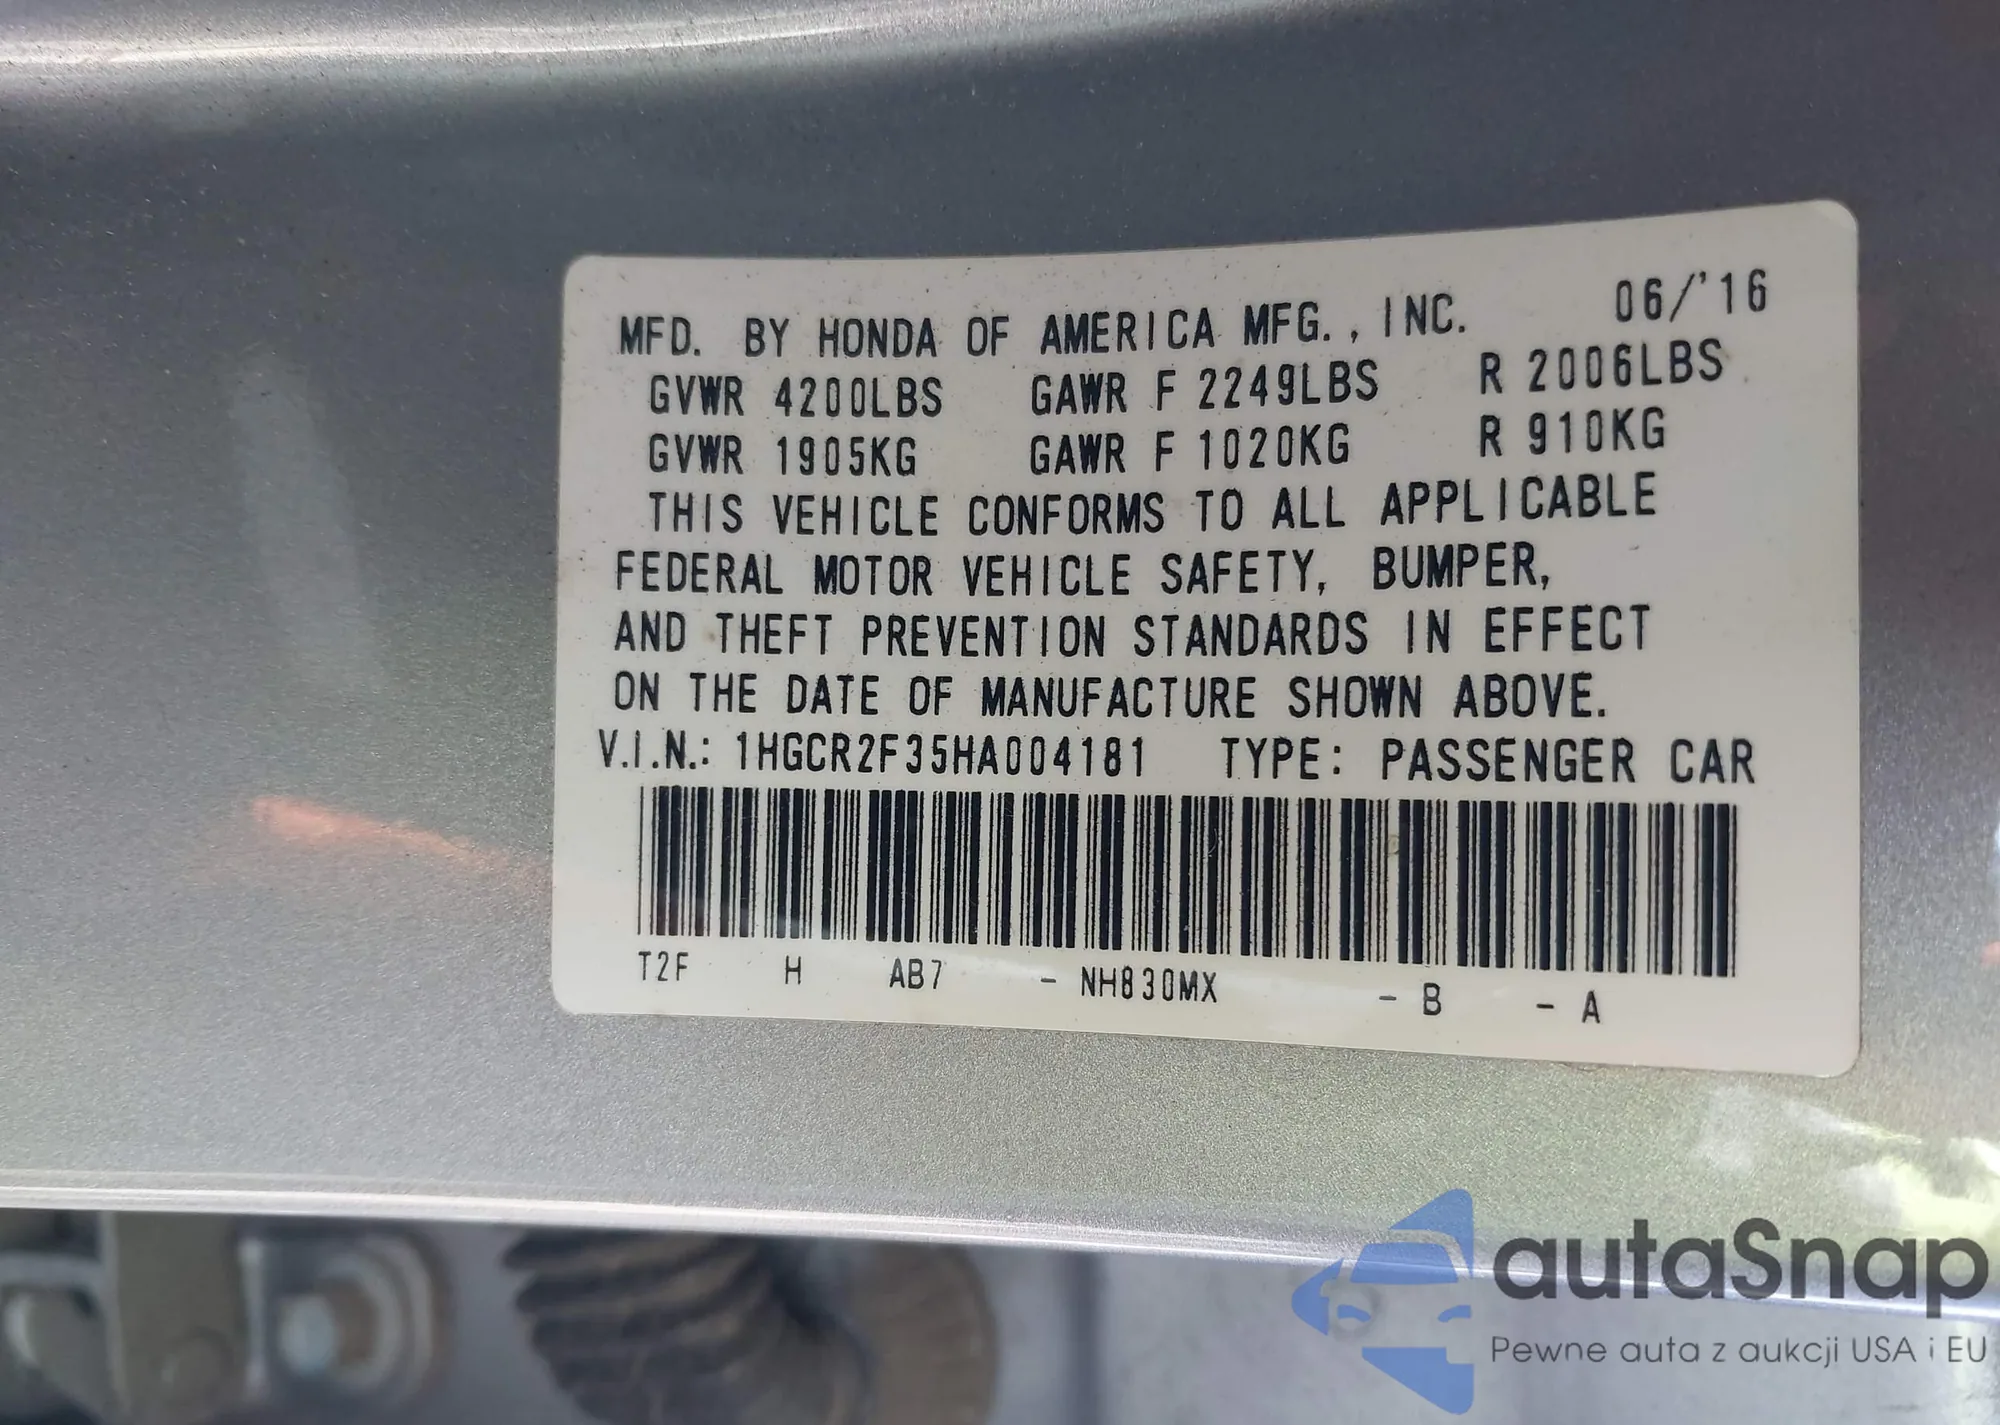 MFD. BY HONDA OF AMERICA MFG., INC. 06/'16
GVWR 4200LBS GAWR F 2249LBS R 2006LBS
GVWR 1905KG GAWR F 1020KG R 910KG
THIS VEHICLE CONFORMS TO ALL APPLICABLE
FEDERAL MOTOR VEHICLE SAFETY, BUMPER,
AND THEFT PREVENTION STANDARDS IN EFFECT
ON THE DATE OF MANUFACTURE SHOWN ABOVE.
V.I.N.: 1HGCR2F35HA004181 TYPE: PASSENGER CAR
T2F H AB7 - NH830MX - B - A
autaSnap
Pewne auta z aukcji USA i EU